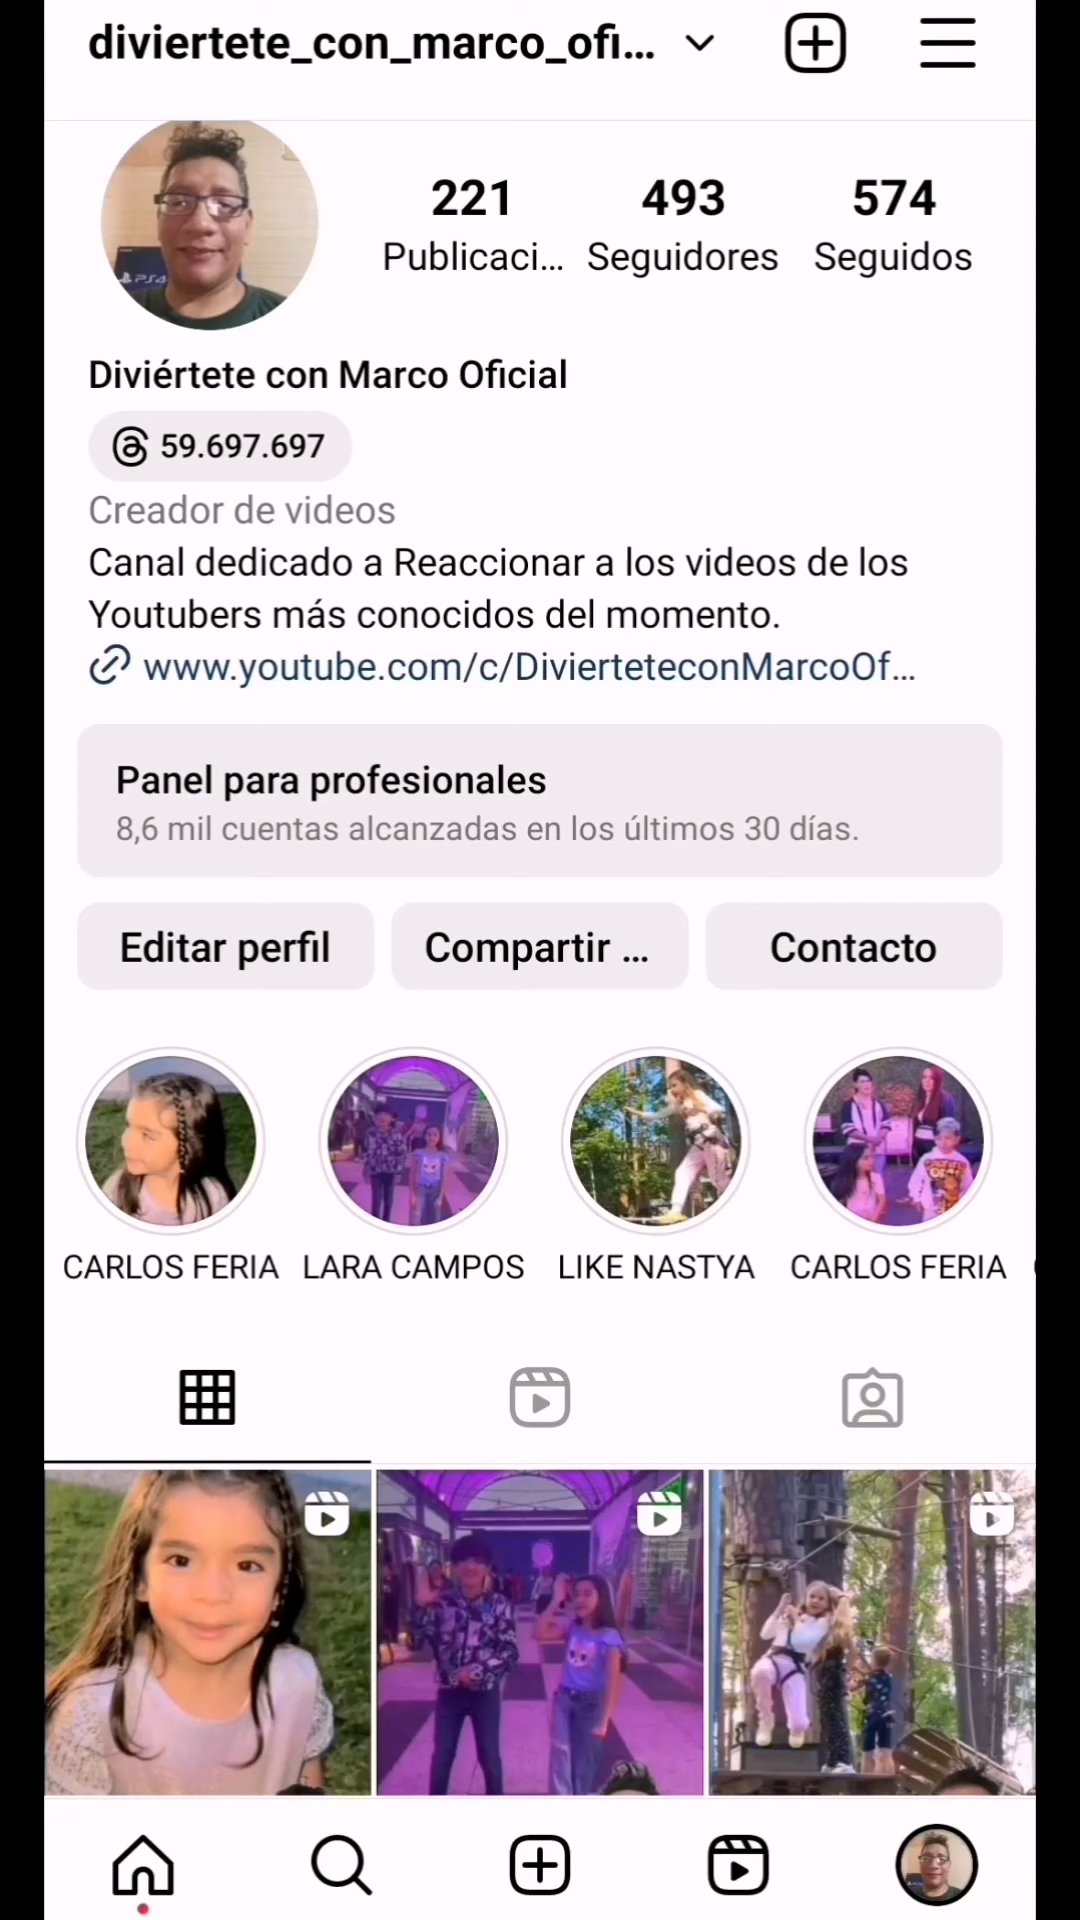 diviertete_con_marco_ofi...
221
493
574
Publicaci...
Seguidores
Seguidos
PS4
Diviértete con Marco Oficial
59.697.697
Creador de videos
Canal dedicado a Reaccionar a los videos de los
Youtubers más conocidos del momento.
www.youtube.com/c/DivierteteconMarcoOf...
Panel para profesionales
8,6 mil cuentas alcanzadas en los últimos 30 días.
Editar perfil
Compartir ...
Contacto
CARLOS FERIA
LARA CAMPOS
LIKE NASTYA
CARLOS FERIA